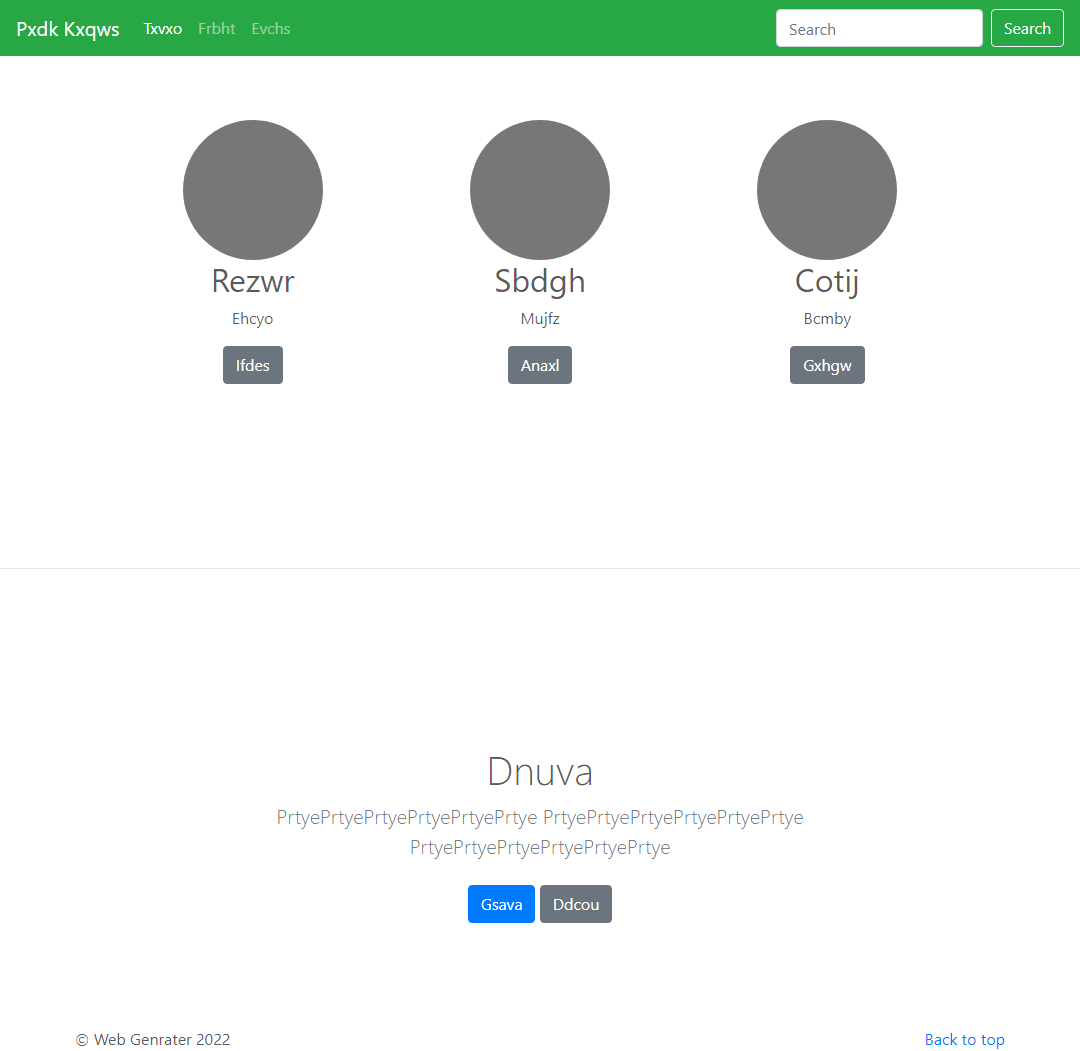 Pxdk Kxqws Txvxo Frbht Evchs Search Search
Rezwr Sbdgh Cotij
Ehcyo Mujfz Bcmby
Ifdes Anaxl Gxhgw
Dnuva
PrtyePrtyePrtyePrtyePrtyePrtye PrtyePrtyePrtyePrtyePrtyePrtye
PrtyePrtyePrtyePrtyePrtyePrtye
Gsava Ddcou
© Web Genrater 2022 Back to top